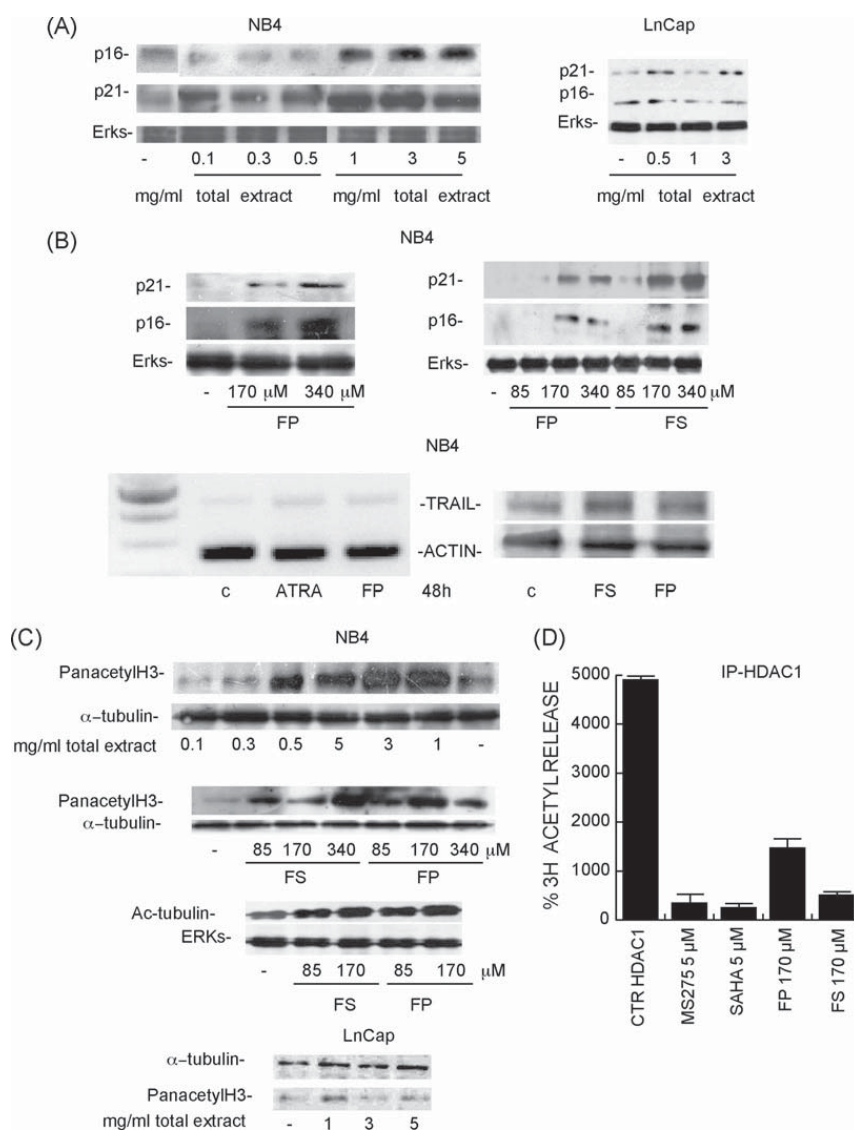 (A)
NB4
p16-
p21-
Erks-
- 0.1 0.3 0.5 1 3 5
mg/ml total extract mg/ml total extract
LnCap
p21-
p16-
Erks-
- 0.5 1 3
mg/ml total extract
(B)
NB4
p21-
p16-
Erks-
- 170 μM 340 μM
FP
p21-
p16-
Erks-
- 85 170 340 85 170 340 μM
FP FS
NB4
-TRAIL-
-ACTIN-
c ATRA FP 48h c FS FP
(C)
NB4
PanacetylH3-
α-tubulin-
0.1 0.3 0.5 5 3 1 -
mg/ml total extract
PanacetylH3-
α-tubulin-
- 85 170 340 85 170 340 μM
FS FP
Ac-tubulin-
ERKs-
- 85 170 85 170 μM
FS FP
LnCap
α-tubulin-
PanacetylH3-
- 1 3 5
mg/ml total extract
(D)
IP-HDAC1
% 3H ACETYL RELEASE
5000
4000
3000
2000
1000
0
CTR HDAC1
MS275 5 μM
SAHA 5 μM
FP 170 μM
FS 170 μM